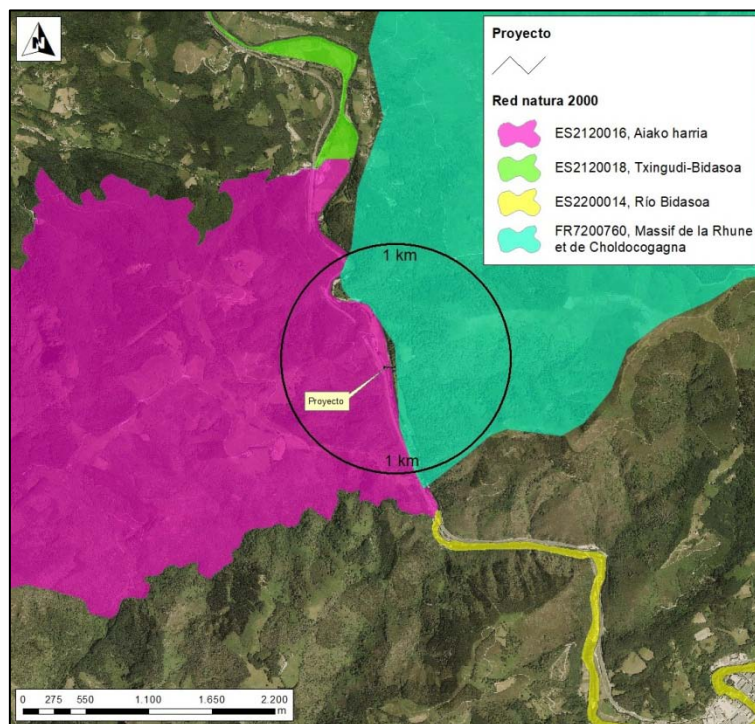 N
Proyecto
Red natura 2000
ES2120016, Aiako harria
ES2120018, Txingudi-Bidasoa
ES2200014, Río Bidasoa
FR7200760, Massif de la Rhune
et de Choldocogagna
1 km
Proyecto
1 km
0 275 550 1.100 1.650 2.200
m